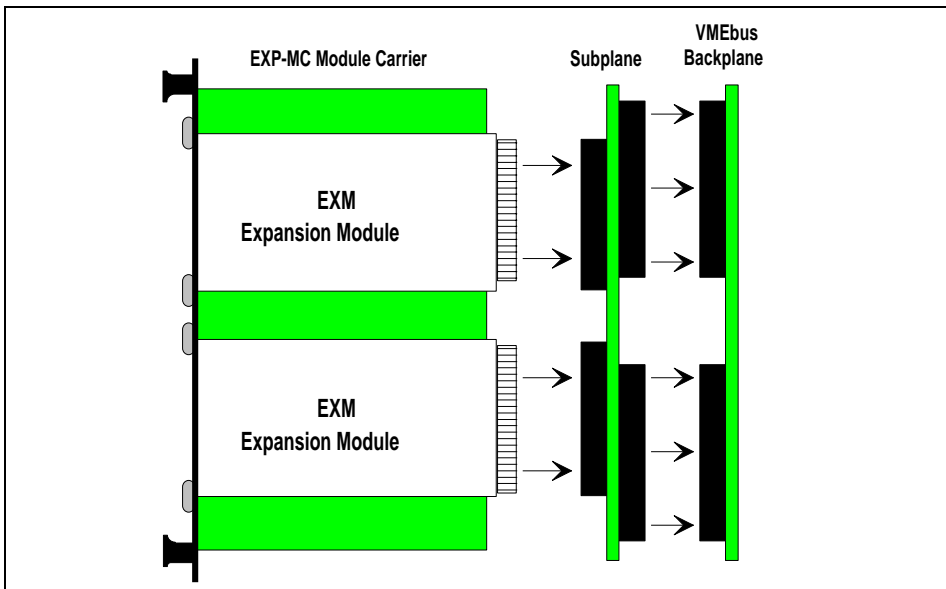 EXP-MC Module Carrier
Subplane
VMEbus
Backplane
EXM
Expansion Module
EXM
Expansion Module